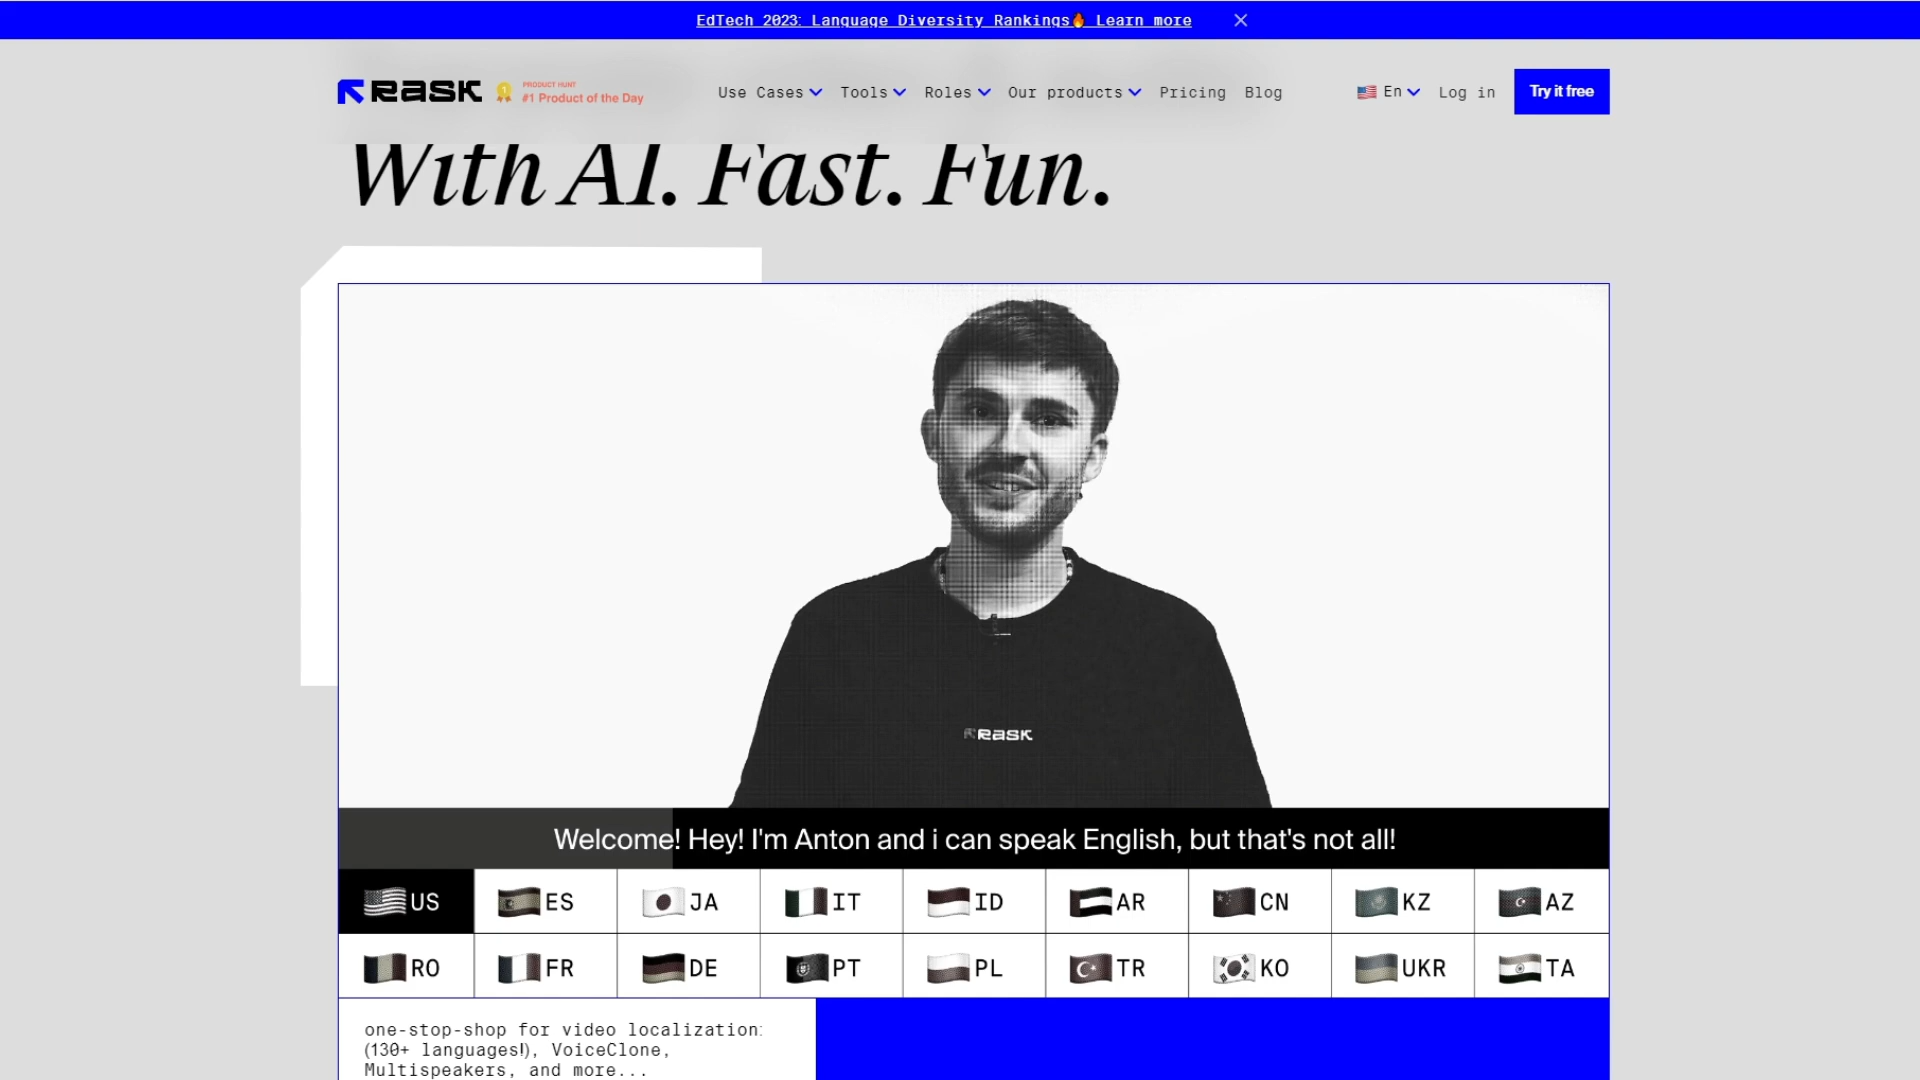 EdTech 2023: Language Diversity Rankings🔥 Learn more
Rask
PRODUCT HUNT
#1 Product of the Day
Use Cases
Tools
Roles
Our products
Pricing
Blog
En
Log in
Try it free
With AI. Fast. Fun.
Rask
Welcome! Hey! I'm Anton and i can speak English, but that's not all!
US
ES
JA
IT
ID
AR
CN
KZ
AZ
RO
FR
DE
PT
PL
TR
KO
UKR
TA
one-stop-shop for video localization:
(130+ languages!), VoiceClone,
Multispeakers, and more...